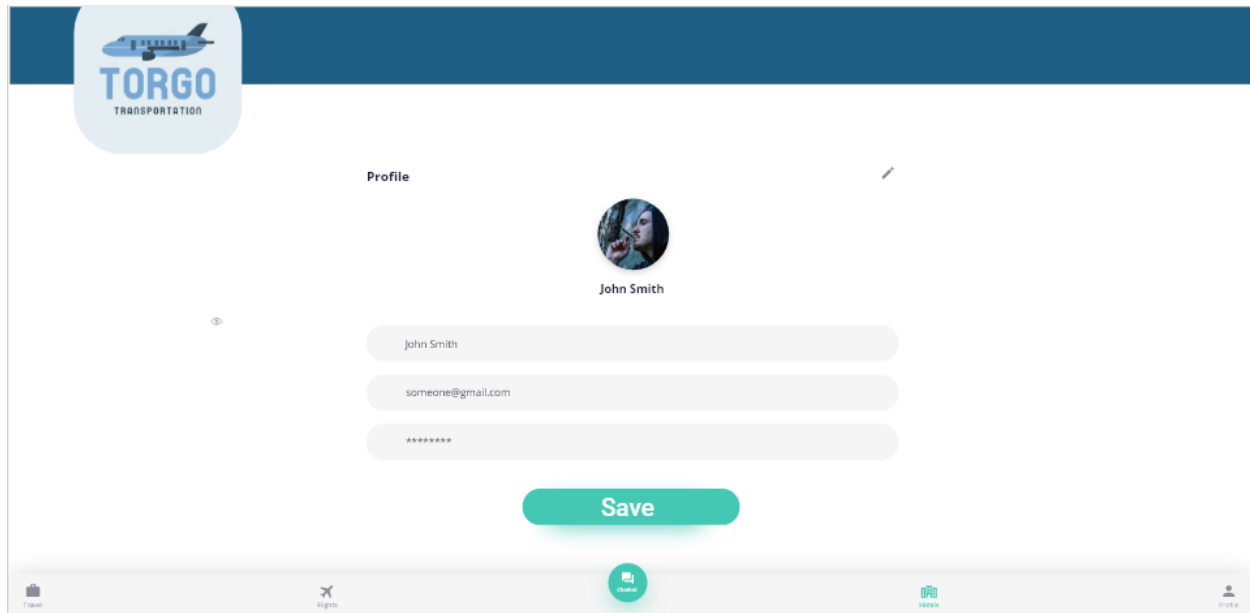 TORGO
TRANSPORTATION
Profile
John Smith
John Smith
someone@gmail.com
********
Save
Travel
Flights
Chatbot
Hotels
Profile